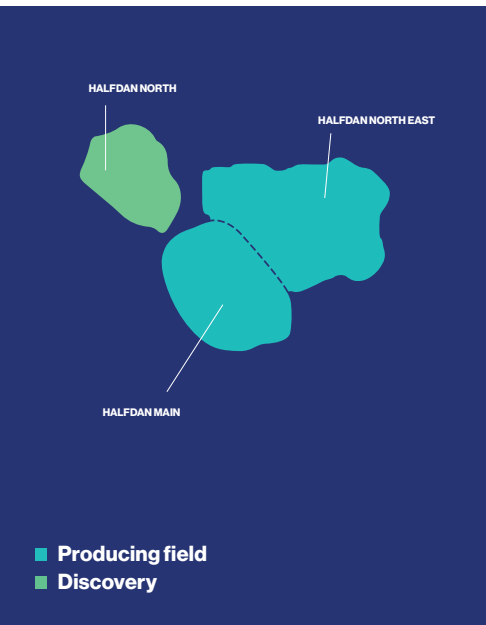 HALFDAN NORTH
HALFDAN NORTH EAST
HALFDAN MAIN
Producing field
Discovery